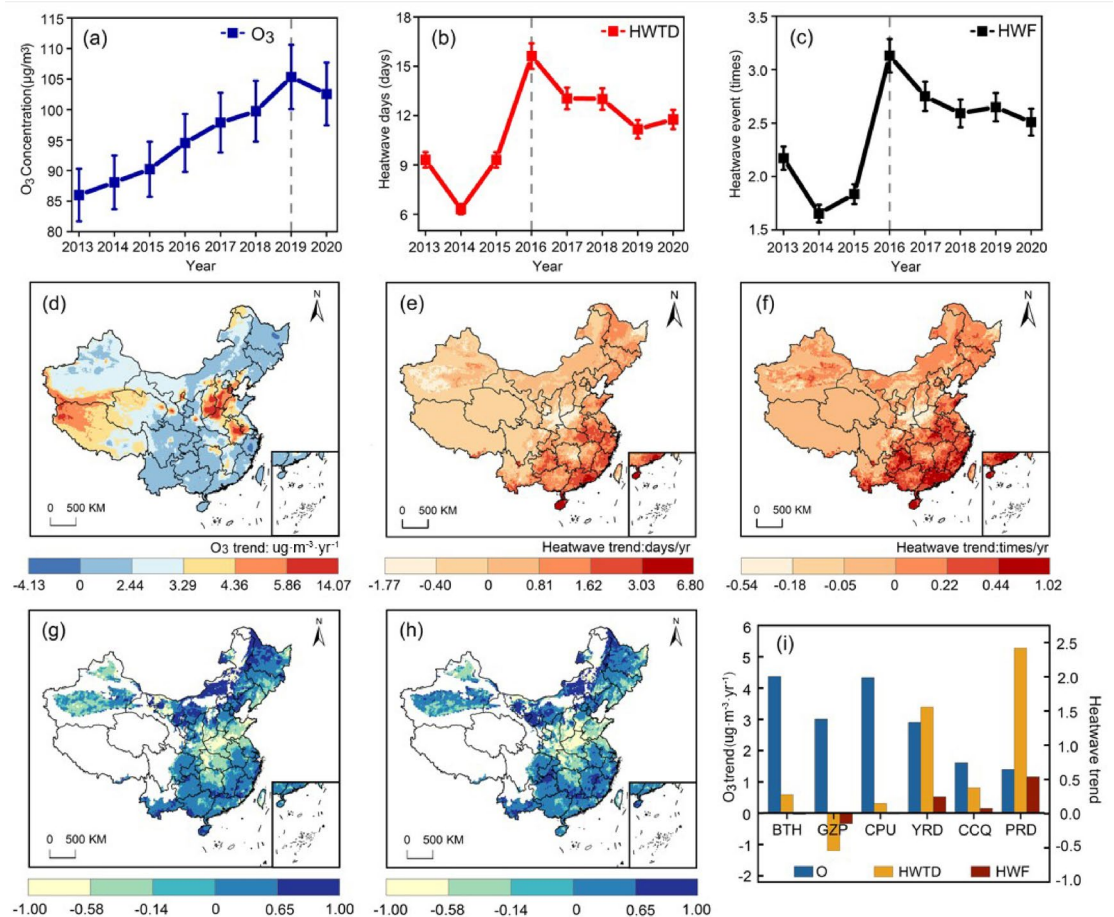 (a)
O3
O3 Concentration(μg/m3)
115
110
105
100
95
90
85
80
2013 2014 2015 2016 2017 2018 2019 2020
Year
(b)
HWTD
Heatwave days (days)
18
15
12
9
6
2013 2014 2015 2016 2017 2018 2019 2020
Year
(c)
HWF
Heatwave event (times)
3.5
3.0
2.5
2.0
1.5
2013 2014 2015 2016 2017 2018 2019 2020
Year
(d)
N
0 500 KM
O3 trend: ug·m⁻³·yr⁻¹
-4.13 0 2.44 3.29 4.36 5.86 14.07
(e)
N
0 500 KM
Heatwave trend:days/yr
-1.77 -0.40 0 0.81 1.62 3.03 6.80
(f)
N
0 500 KM
Heatwave trend:times/yr
-0.54 -0.18 -0.05 0 0.22 0.44 1.02
(g)
N
0 500 KM
-1.00 -0.58 -0.14 0 0.65 1.00
(h)
N
0 500 KM
-1.00 -0.58 -0.14 0 0.65 1.00
(i)
O3 trend(ug·m⁻³·yr⁻¹)
6
5
4
3
2
1
0
-1
-2
BTH GZP CPU YRD CCQ PRD
O HWTD HWF
2.5
2.0
1.5
1.0
0.5
0.0
-0.5
-1.0
Heatwave trend